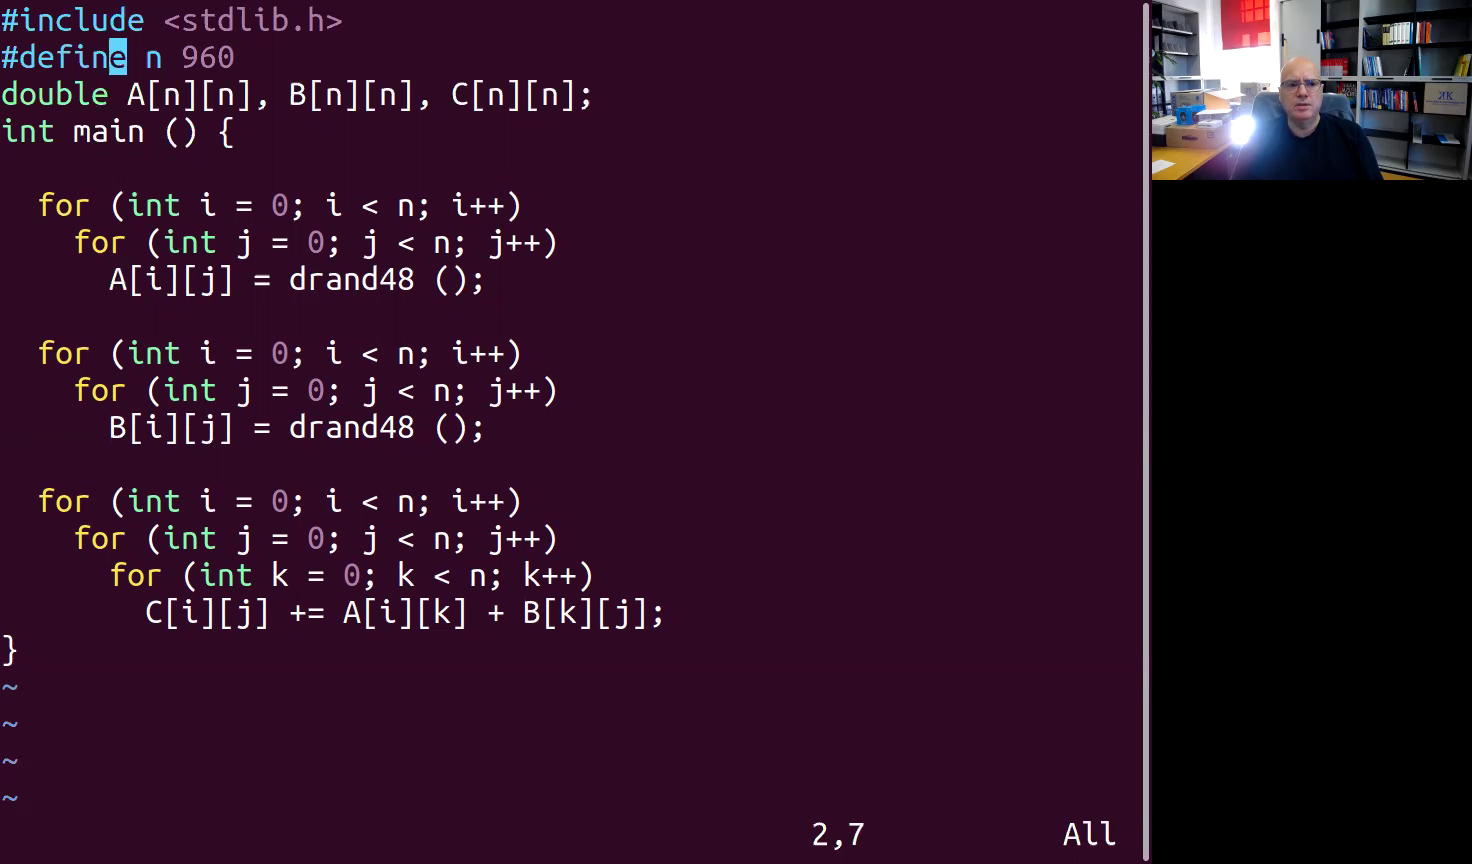 #include <stdlib.h>
#define n 960
double A[n][n], B[n][n], C[n][n];
int main () {
for (int i = 0; i < n; i++)
for (int j = 0; j < n; j++)
A[i][j] = drand48 ();
for (int i = 0; i < n; i++)
for (int j = 0; j < n; j++)
B[i][j] = drand48 ();
for (int i = 0; i < n; i++)
for (int j = 0; j < n; j++)
for (int k = 0; k < n; k++)
C[i][j] += A[i][k] + B[k][j];
}
~
~
~
~
2,7 All